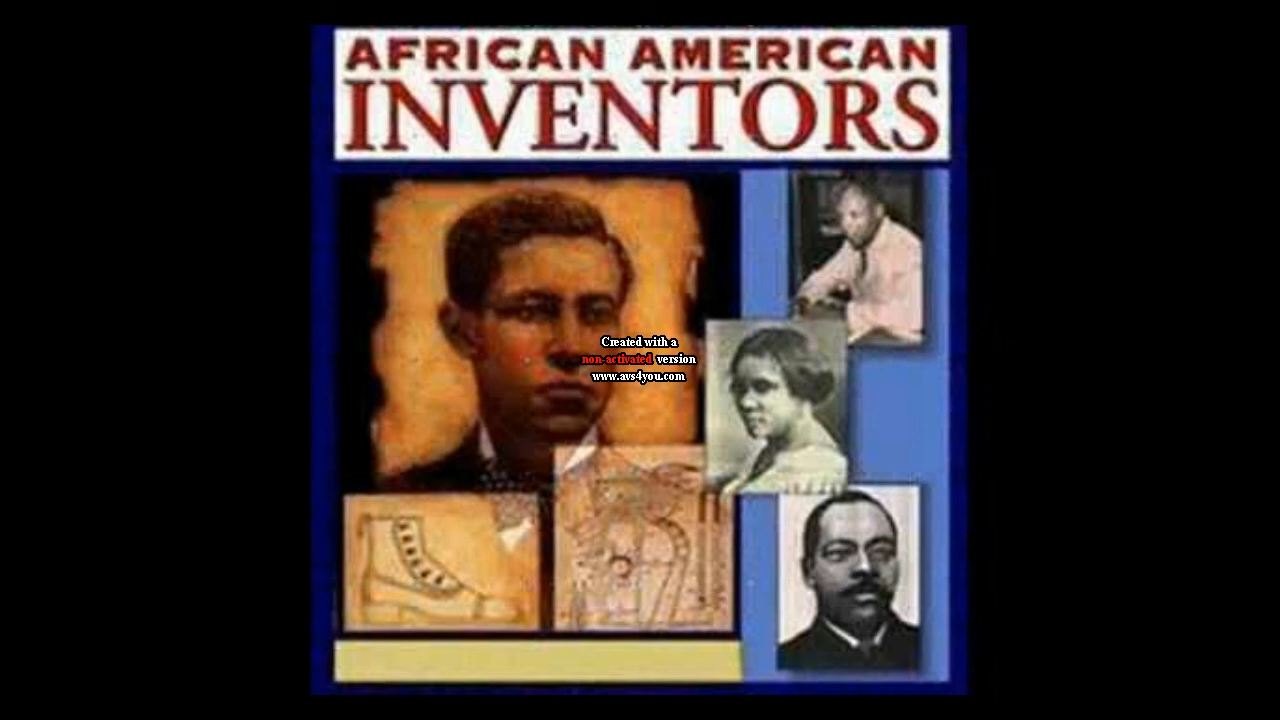 AFRICAN AMERICAN
INVENTORS
Created with a
non-activated version
www.avs4you.com